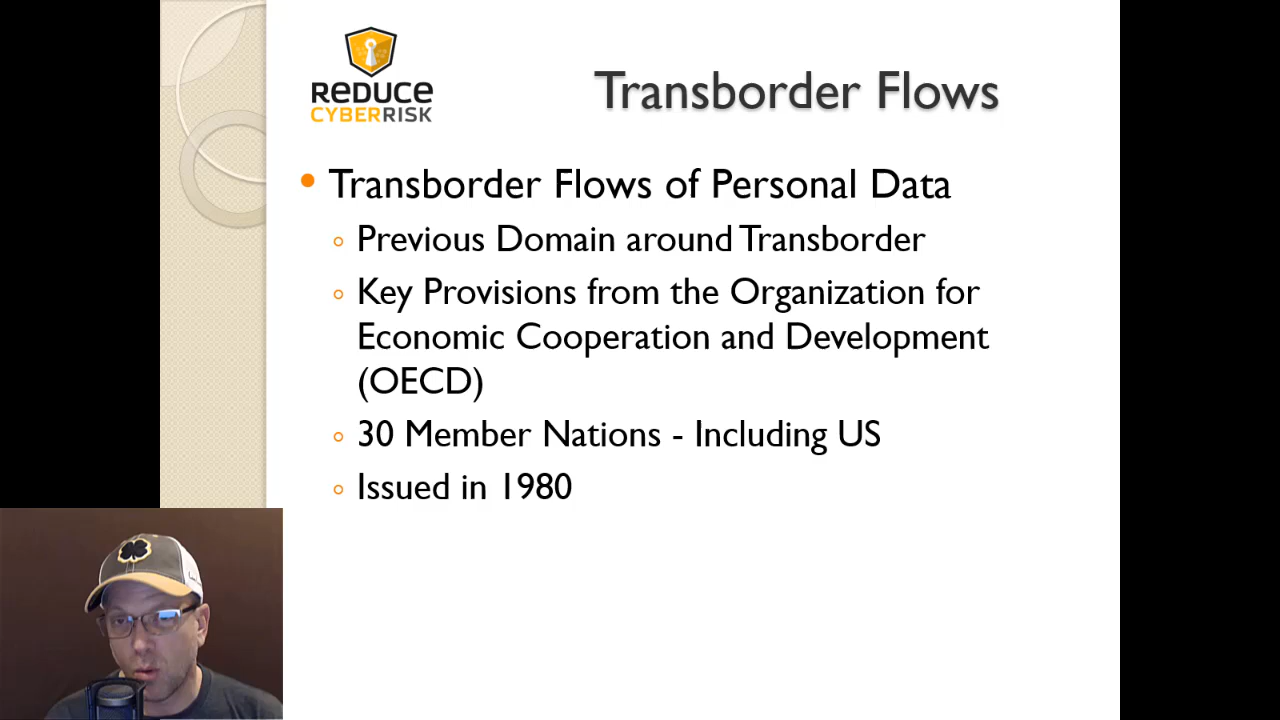 REDUCE
CYBERRISK
Transborder Flows
• Transborder Flows of Personal Data
◦ Previous Domain around Transborder
◦ Key Provisions from the Organization for
Economic Cooperation and Development
(OECD)
◦ 30 Member Nations - Including US
◦ Issued in 1980